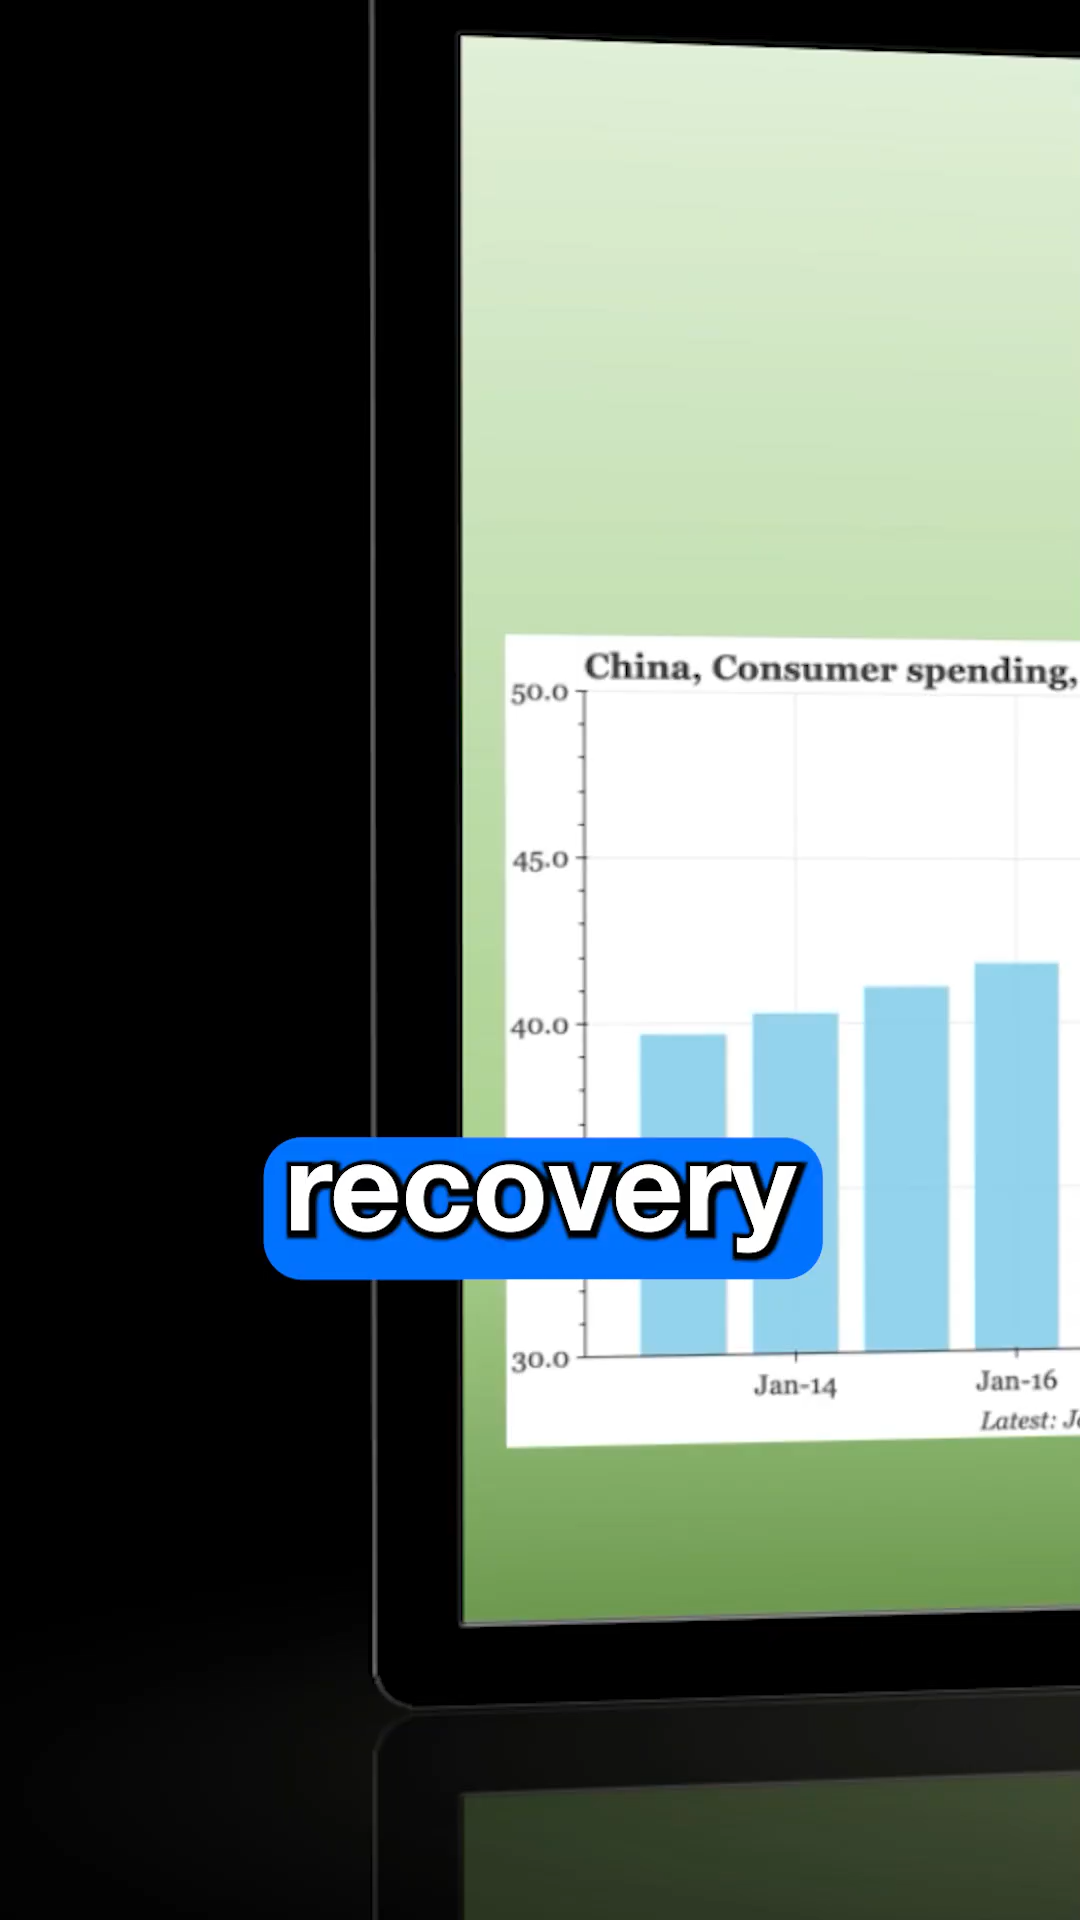 China, Consumer spending,
50.0
45.0
40.0
recovery
30.0
Jan-14 Jan-16
Latest: